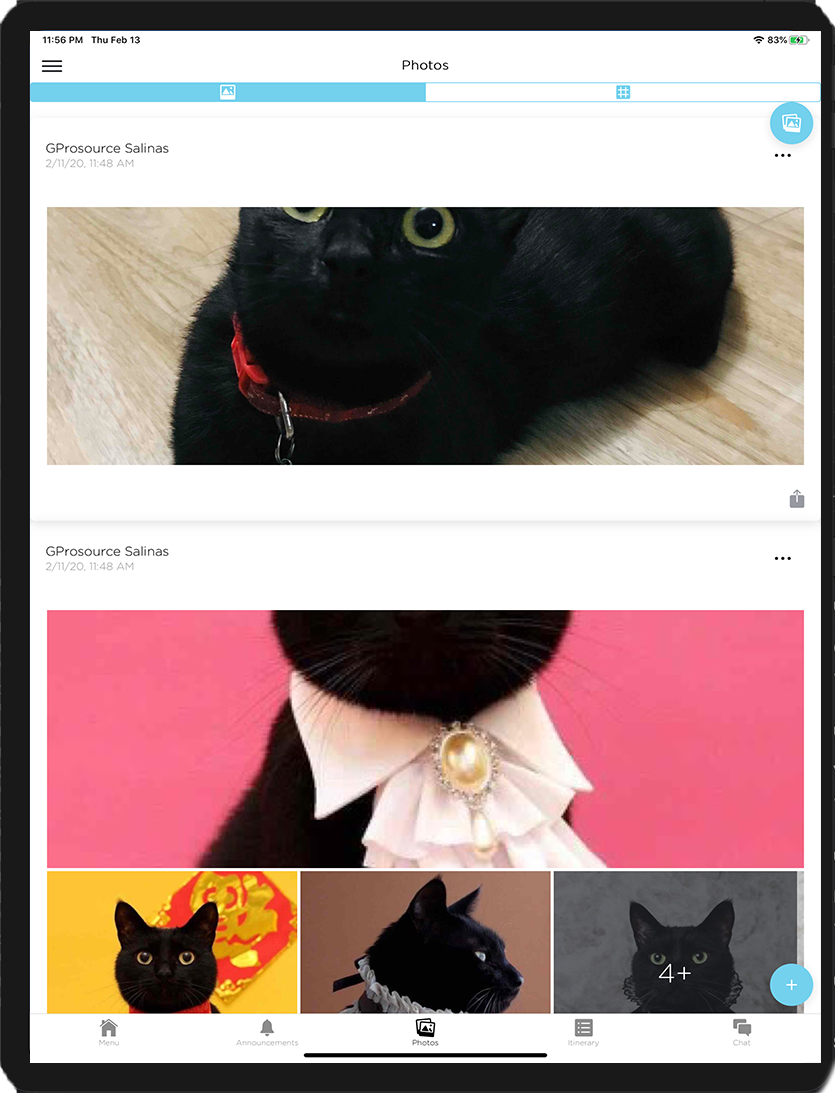 11:56 PM Thu Feb 13
83%
Photos
GProsource Salinas
2/11/20, 11:48 AM
GProsource Salinas
2/11/20, 11:48 AM
4+
Menu
Announcements
Photos
Itinerary
Chat